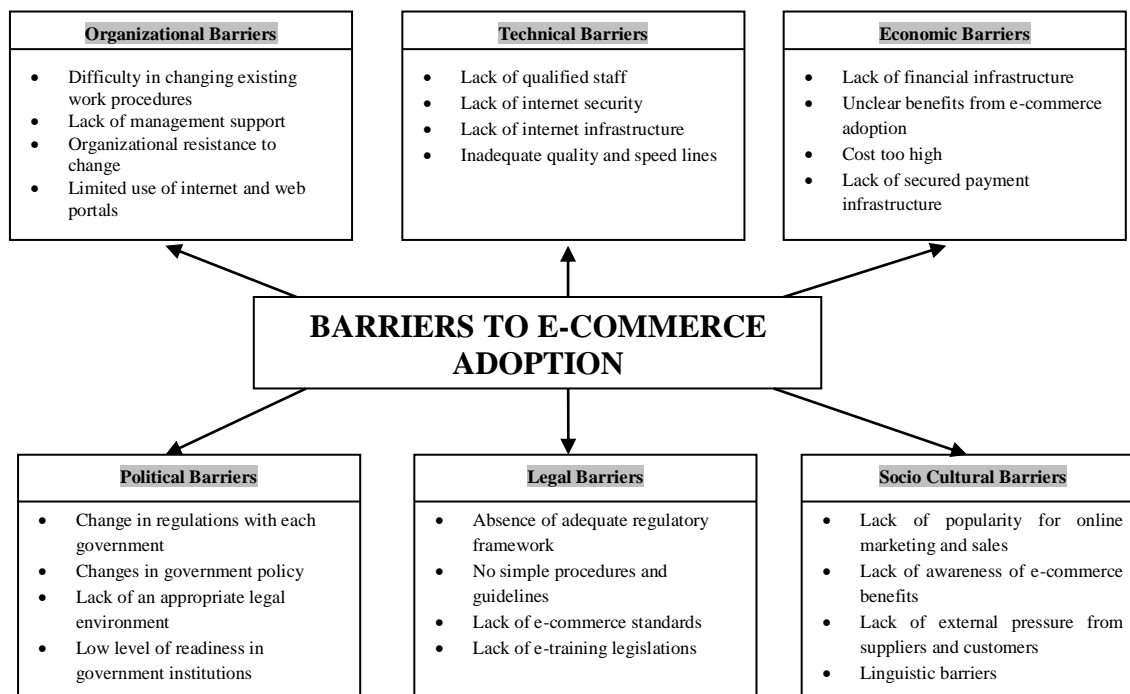 Organizational Barriers
• Difficulty in changing existing
work procedures
• Lack of management support
• Organizational resistance to
change
• Limited use of internet and web
portals
Technical Barriers
• Lack of qualified staff
• Lack of internet security
• Lack of internet infrastructure
• Inadequate quality and speed lines
Economic Barriers
• Lack of financial infrastructure
• Unclear benefits from e-commerce
adoption
• Cost too high
• Lack of secured payment
infrastructure
BARRIERS TO E-COMMERCE
ADOPTION
Political Barriers
• Change in regulations with each
government
• Changes in government policy
• Lack of an appropriate legal
environment
• Low level of readiness in
government institutions
Legal Barriers
• Absence of adequate regulatory
framework
• No simple procedures and
guidelines
• Lack of e-commerce standards
• Lack of e-training legislations
Socio Cultural Barriers
• Lack of popularity for online
marketing and sales
• Lack of awareness of e-commerce
benefits
• Lack of external pressure from
suppliers and customers
• Linguistic barriers